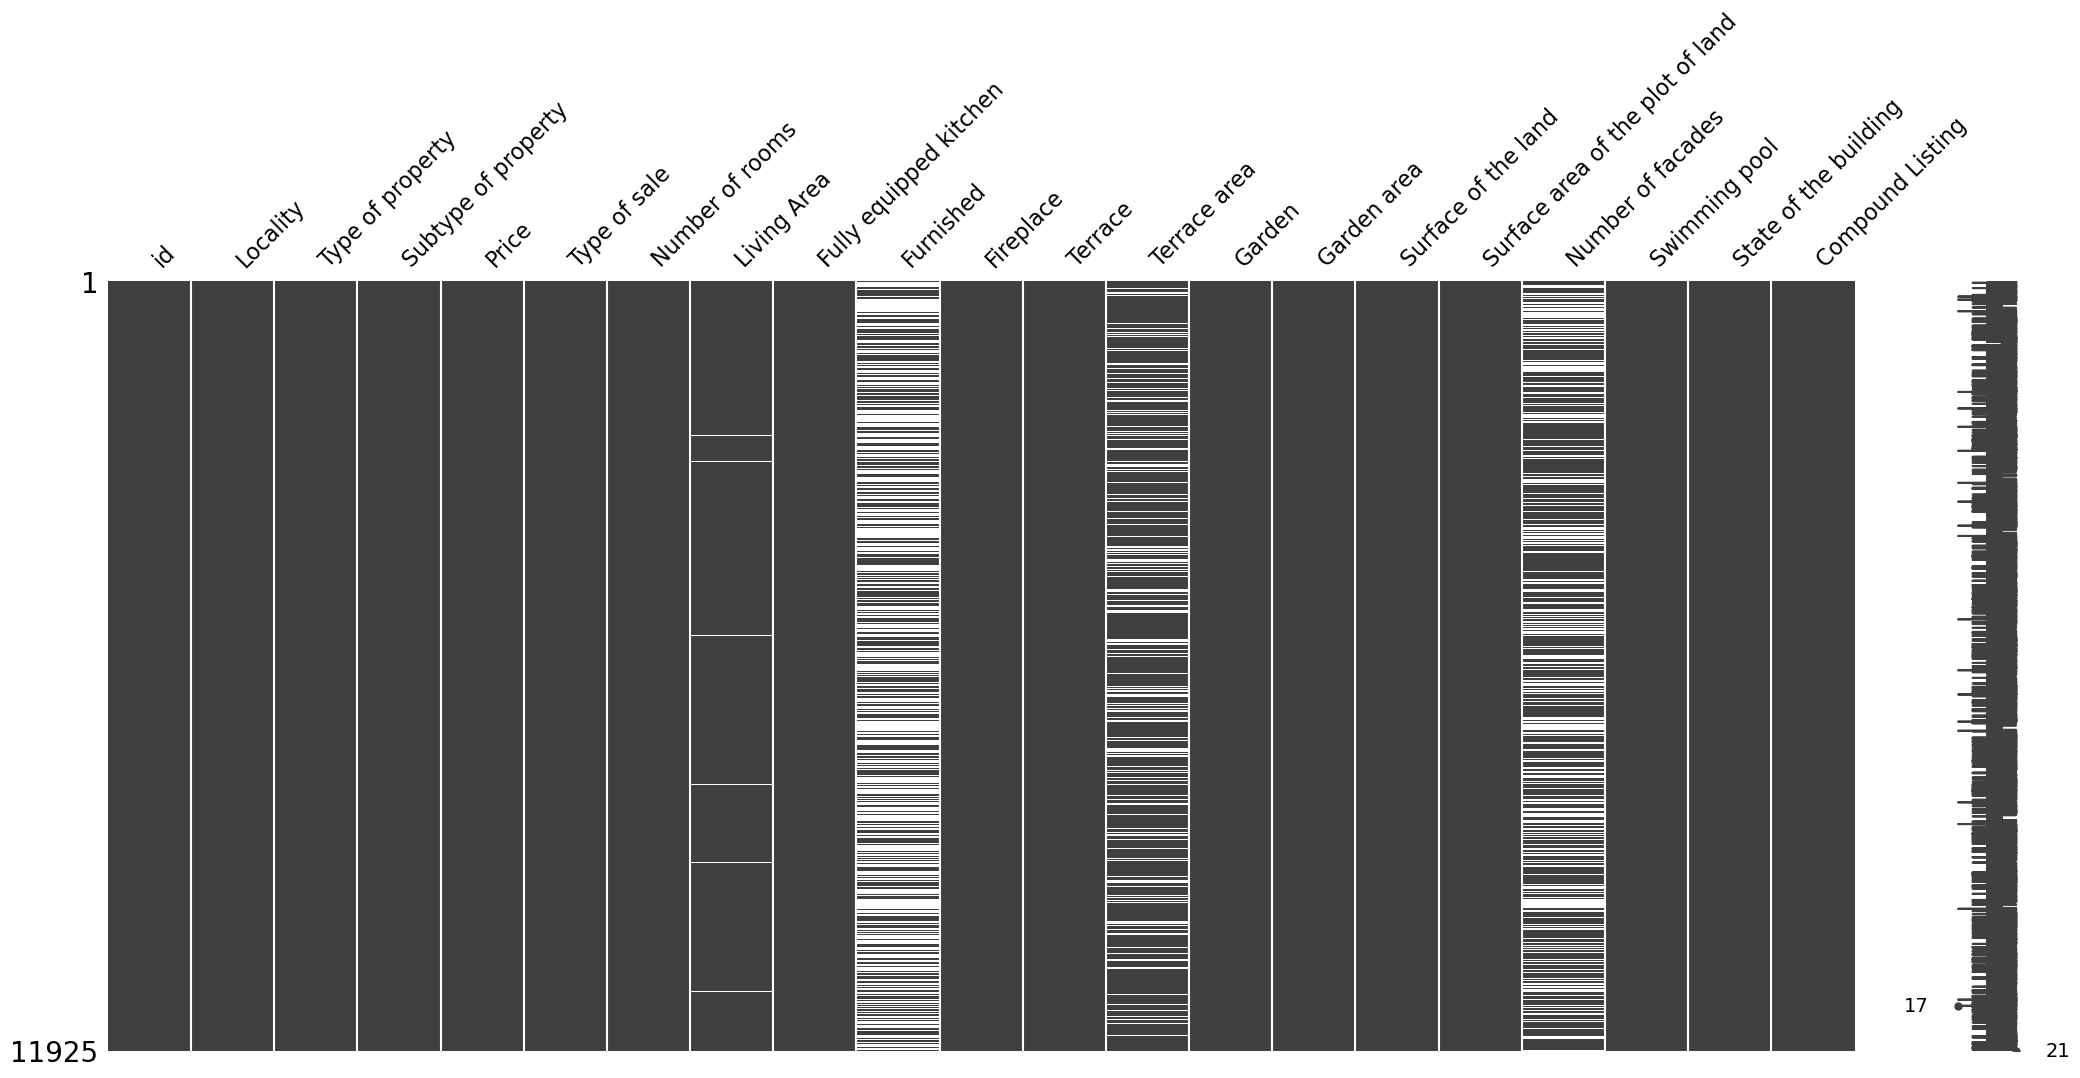 id
Locality
Type of property
Subtype of property
Price
Type of sale
Number of rooms
Living Area
Fully equipped kitchen
Furnished
Fireplace
Terrace
Terrace area
Garden
Garden area
Surface of the land
Surface area of the plot of land
Number of facades
Swimming pool
State of the building
Compound Listing
1
17
11925
21